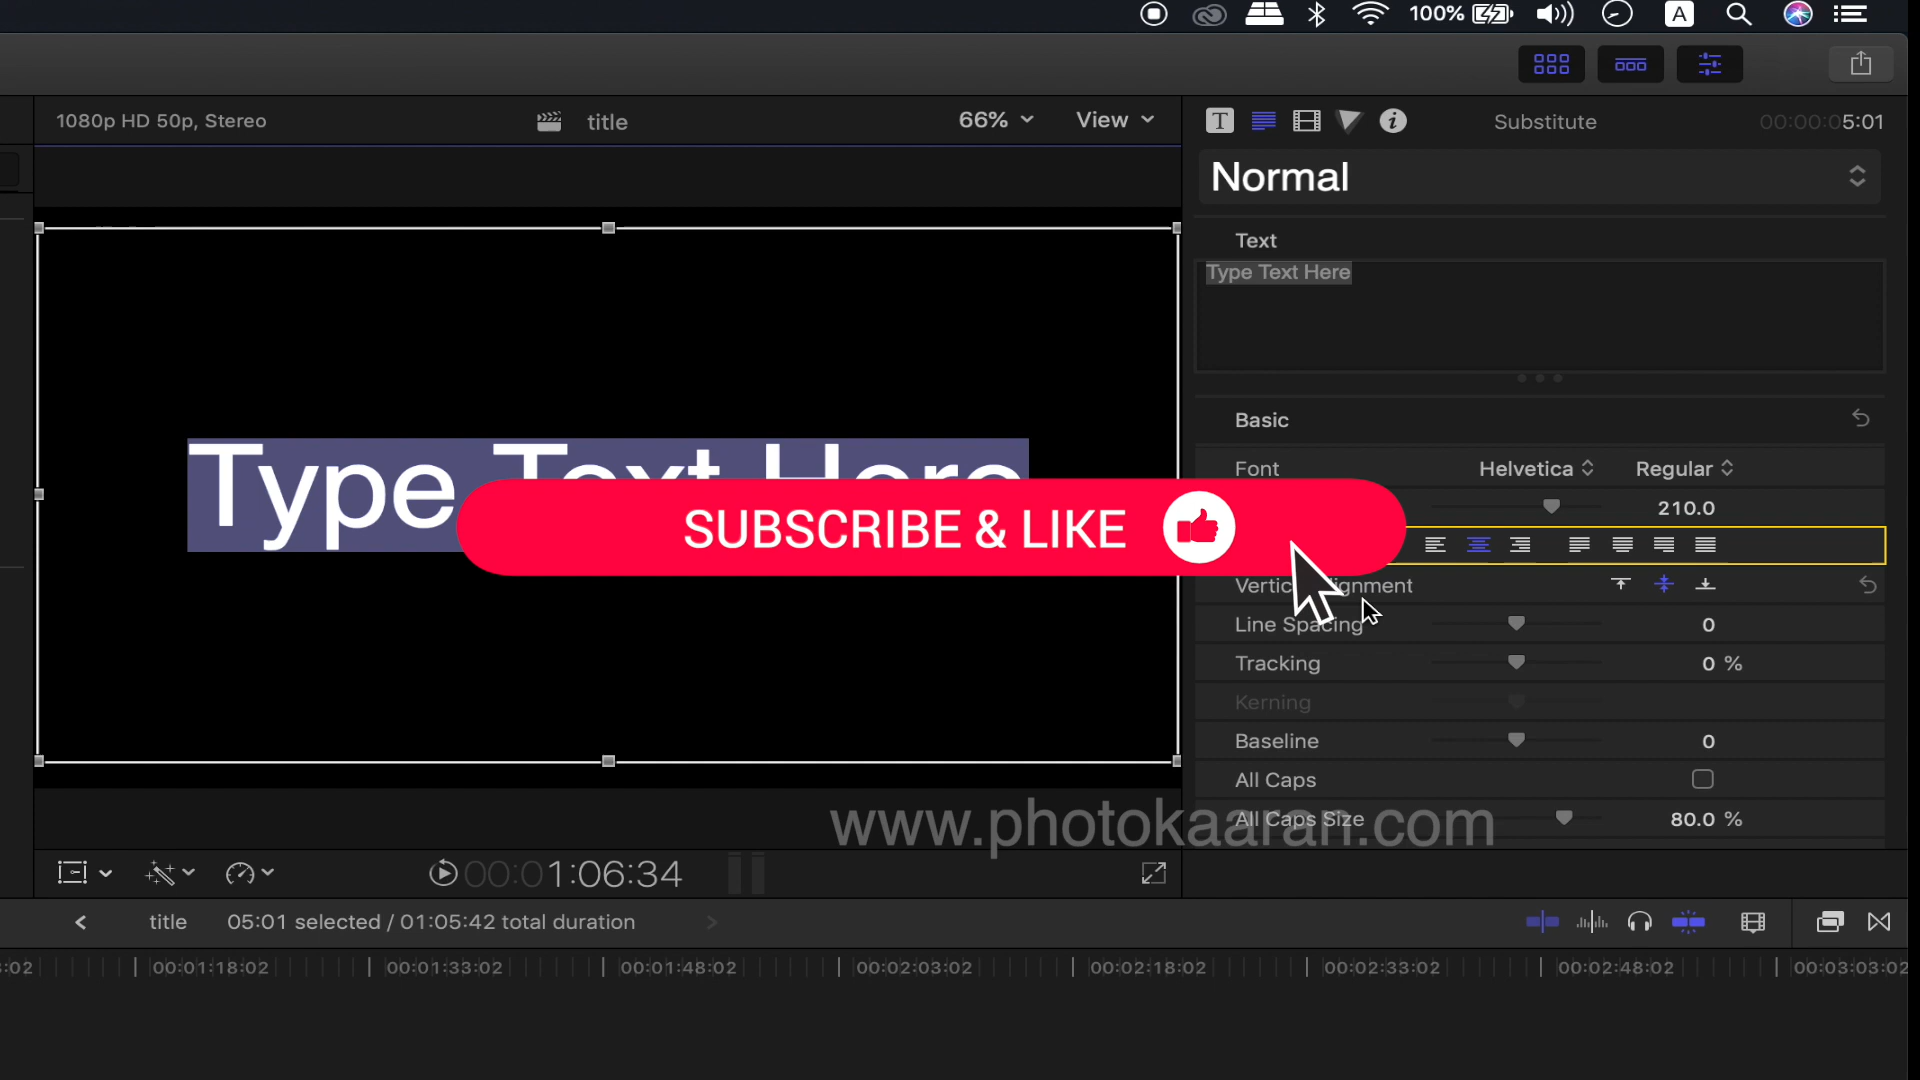 100%
A
1080p HD 50p, Stereo
title
66%
View
T
i
Substitute
00:00:05:01
Normal
Text
Type Text Here
Basic
Font
Helvetica
Regular
210.0
Type Text Here
SUBSCRIBE & LIKE
Line Spacing
0
Tracking
0 %
Kerning
Baseline
0
All Caps
All Caps Size
80.0 %
www.photokaaran.com
00:01:06:34
title
05:01 selected / 01:05:42 total duration
:02
00:01:18:02
00:01:33:02
00:01:48:02
00:02:03:02
00:02:18:02
00:02:33:02
00:02:48:02
00:03:03:02